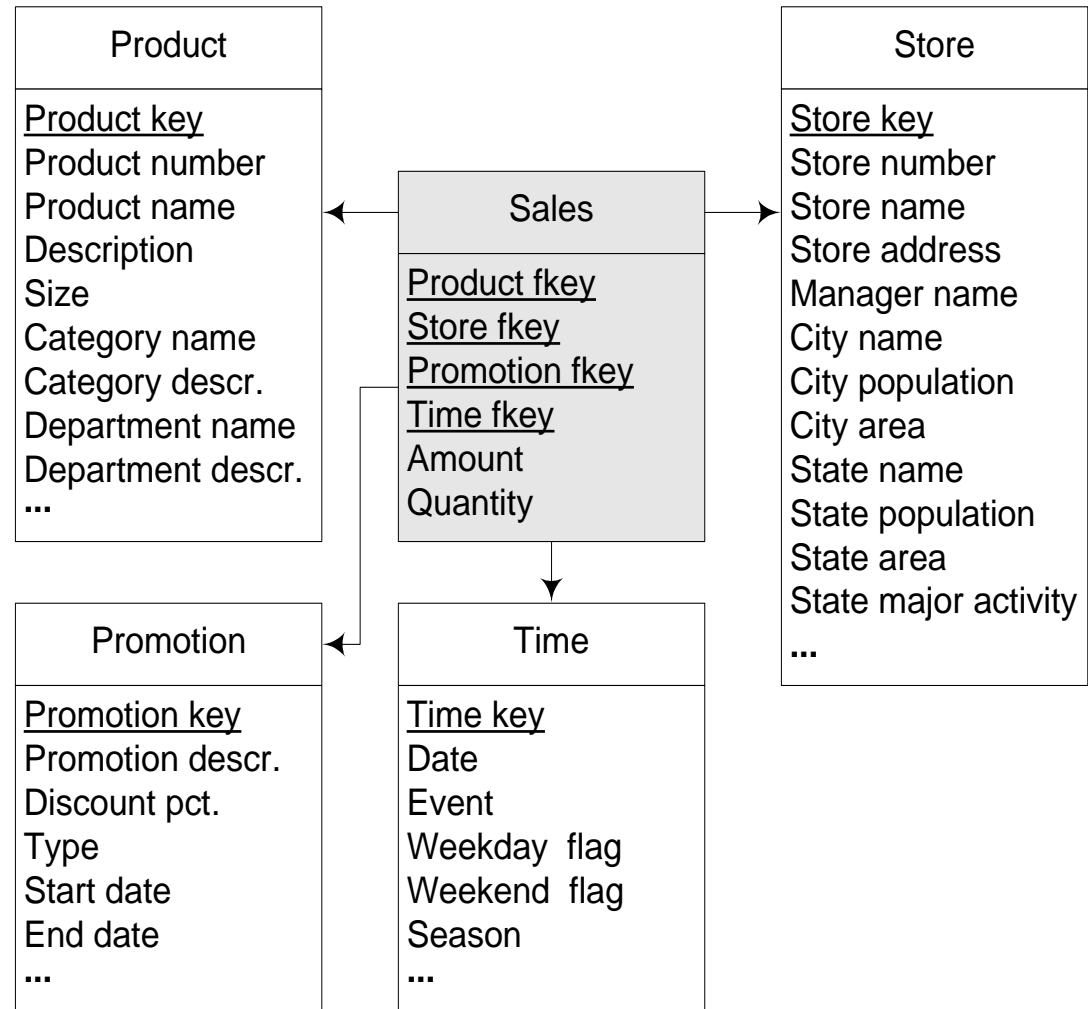 Product
Product key
Product number
Product name
Description
Size
Category name
Category descr.
Department name
Department descr.
...
Sales
Product fkey
Store fkey
Promotion fkey
Time fkey
Amount
Quantity
Store
Store key
Store number
Store name
Store address
Manager name
City name
City population
City area
State name
State population
State area
State major activity
...
Promotion
Promotion key
Promotion descr.
Discount pct.
Type
Start date
End date
...
Time
Time key
Date
Event
Weekday flag
Weekend flag
Season
...